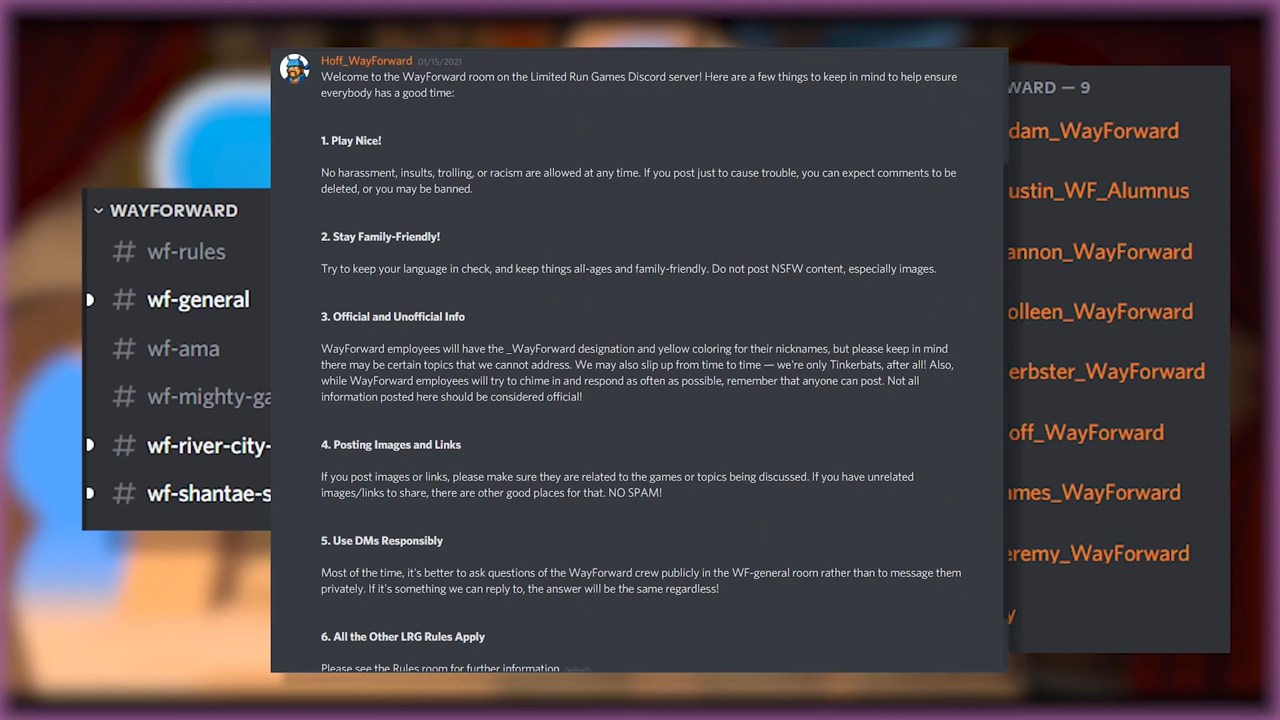 WAYFORWARD
# wf-rules
# wf-general
# wf-ama
# wf-mighty-ga
# wf-river-city-
# wf-shantae-s
Hoff_WayForward 01/15/2021
Welcome to the WayForward room on the Limited Run Games Discord server! Here are a few things to keep in mind to help ensure
everybody has a good time:
1. Play Nice!
No harassment, insults, trolling, or racism are allowed at any time. If you post just to cause trouble, you can expect comments to be
deleted, or you may be banned.
2. Stay Family-Friendly!
Try to keep your language in check, and keep things all-ages and family-friendly. Do not post NSFW content, especially images.
3. Official and Unofficial Info
WayForward employees will have the _WayForward designation and yellow coloring for their nicknames, but please keep in mind
there may be certain topics that we cannot address. We may also slip up from time to time — we're only Tinkerbats, after all! Also,
while WayForward employees will try to chime in and respond as often as possible, remember that anyone can post. Not all
information posted here should be considered official!
4. Posting Images and Links
If you post images or links, please make sure they are related to the games or topics being discussed. If you have unrelated
images/links to share, there are other good places for that. NO SPAM!
5. Use DMs Responsibly
Most of the time, it's better to ask questions of the WayForward crew publicly in the WF-general room rather than to message them
privately. If it's something we can reply to, the answer will be the same regardless!
6. All the Other LRG Rules Apply
Please see the Rules room for further information. (edited)
WARD — 9
dam_WayForward
ustin_WF_Alumnus
annon_WayForward
olleen_WayForward
erbster_WayForward
off_WayForward
ames_WayForward
eremy_WayForward
y